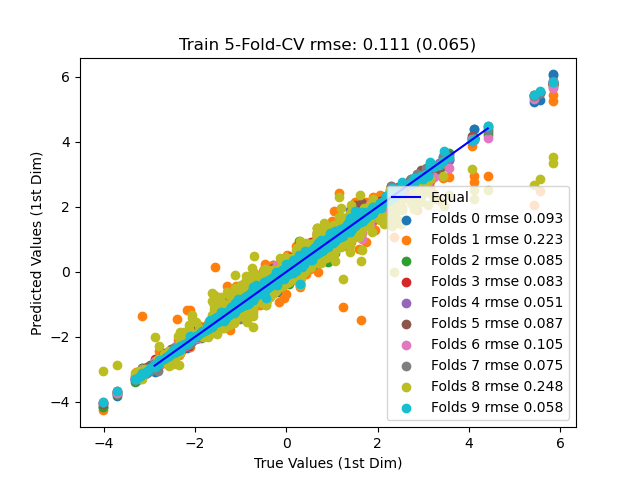 Train 5-Fold-CV rmse: 0.111 (0.065)
6
4
2
0
−2
−4
Predicted Values (1st Dim)
Equal
Folds 0 rmse 0.093
Folds 1 rmse 0.223
Folds 2 rmse 0.085
Folds 3 rmse 0.083
Folds 4 rmse 0.051
Folds 5 rmse 0.087
Folds 6 rmse 0.105
Folds 7 rmse 0.075
Folds 8 rmse 0.248
Folds 9 rmse 0.058
−4 −2 0 2 4 6
True Values (1st Dim)